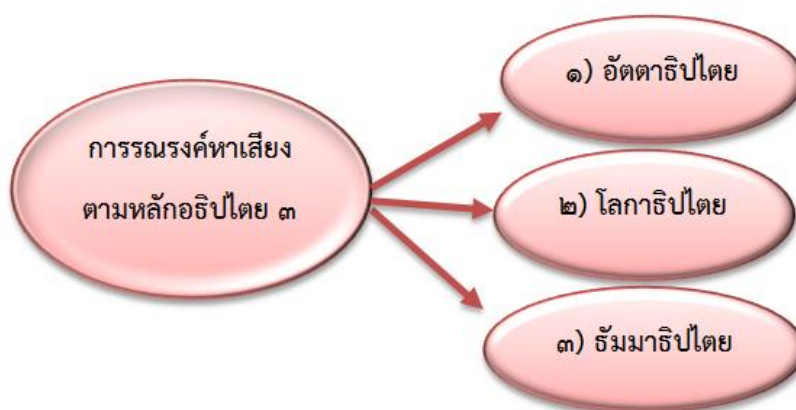 การรณรงค์หาเสียง
ตามหลักอธิปไตย ๓
๑) อัตตาธิปไตย
๒) โลกาธิปไตย
๓) ธัมมาธิปไตย